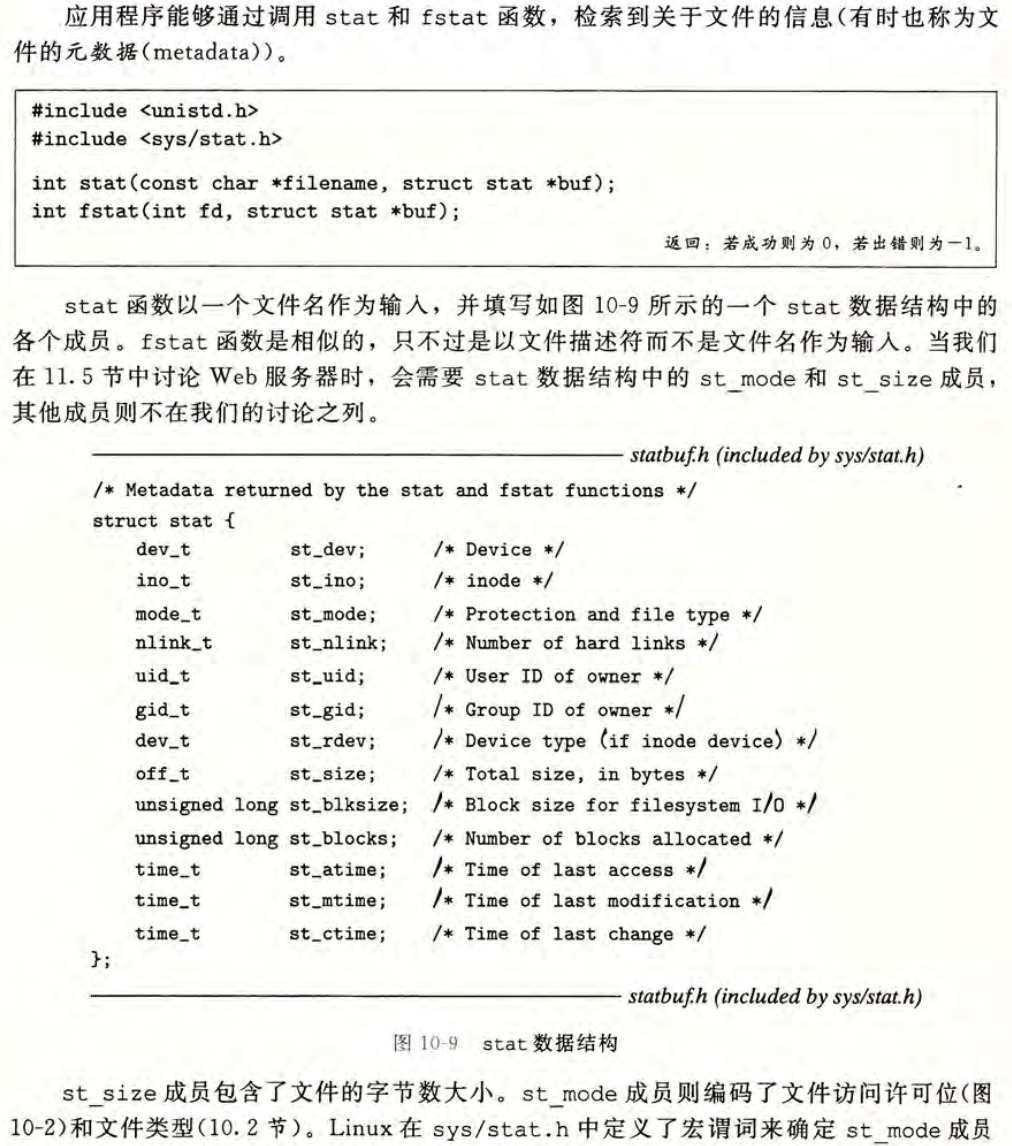 应用程序能够通过调用 stat 和 fstat 函数，检索到关于文件的信息(有时也称为文
件的元数据(metadata))。
#include <unistd.h>
#include <sys/stat.h>
int stat(const char *filename, struct stat *buf);
int fstat(int fd, struct stat *buf);
返回：若成功则为 0，若出错则为－1。
stat 函数以一个文件名作为输入，并填写如图 10-9 所示的一个 stat 数据结构中的
各个成员。fstat 函数是相似的，只不过是以文件描述符而不是文件名作为输入。当我们
在 11.5 节中讨论 Web 服务器时，会需要 stat 数据结构中的 st_mode 和 st_size 成员，
其他成员则不在我们的讨论之列。
statbuf.h (included by sys/stat.h)
/* Metadata returned by the stat and fstat functions */
struct stat {
dev_t st_dev; /* Device */
ino_t st_ino; /* inode */
mode_t st_mode; /* Protection and file type */
nlink_t st_nlink; /* Number of hard links */
uid_t st_uid; /* User ID of owner */
gid_t st_gid; /* Group ID of owner */
dev_t st_rdev; /* Device type (if inode device) */
off_t st_size; /* Total size, in bytes */
unsigned long st_blksize; /* Block size for filesystem I/O */
unsigned long st_blocks; /* Number of blocks allocated */
time_t st_atime; /* Time of last access */
time_t st_mtime; /* Time of last modification */
time_t st_ctime; /* Time of last change */
};
statbuf.h (included by sys/stat.h)
图 10-9 stat 数据结构
st_size 成员包含了文件的字节数大小。st_mode 成员则编码了文件访问许可位(图
10-2)和文件类型(10.2 节)。Linux 在 sys/stat.h 中定义了宏谓词来确定 st_mode 成员